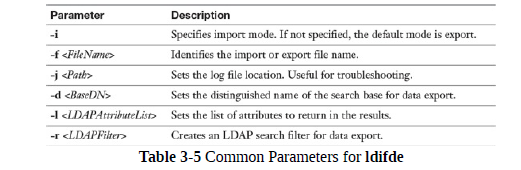 Parameter Description
-i Specifies import mode. If not specified, the default mode is export.
-f <FileName> Identifies the import or export file name.
-j <Path> Sets the log file location. Useful for troubleshooting.
-d <BaseDN> Sets the distinguished name of the search base for data export.
-l <LDAPAttributeList> Sets the list of attributes to return in the results.
-r <LDAPFilter> Creates an LDAP search filter for data export.
Table 3-5 Common Parameters for ldifde